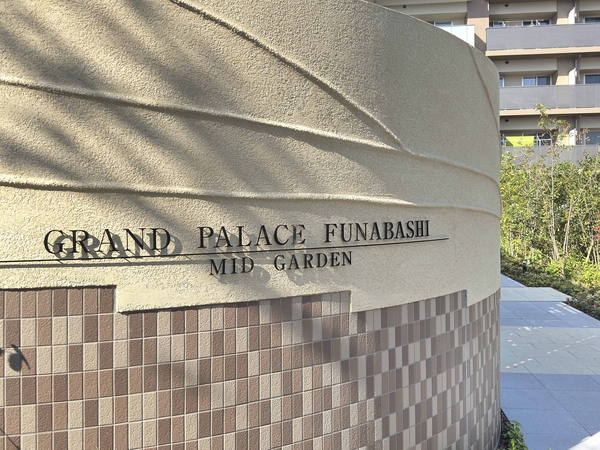 GRAND PALACE FUNABASHI
MID GARDEN